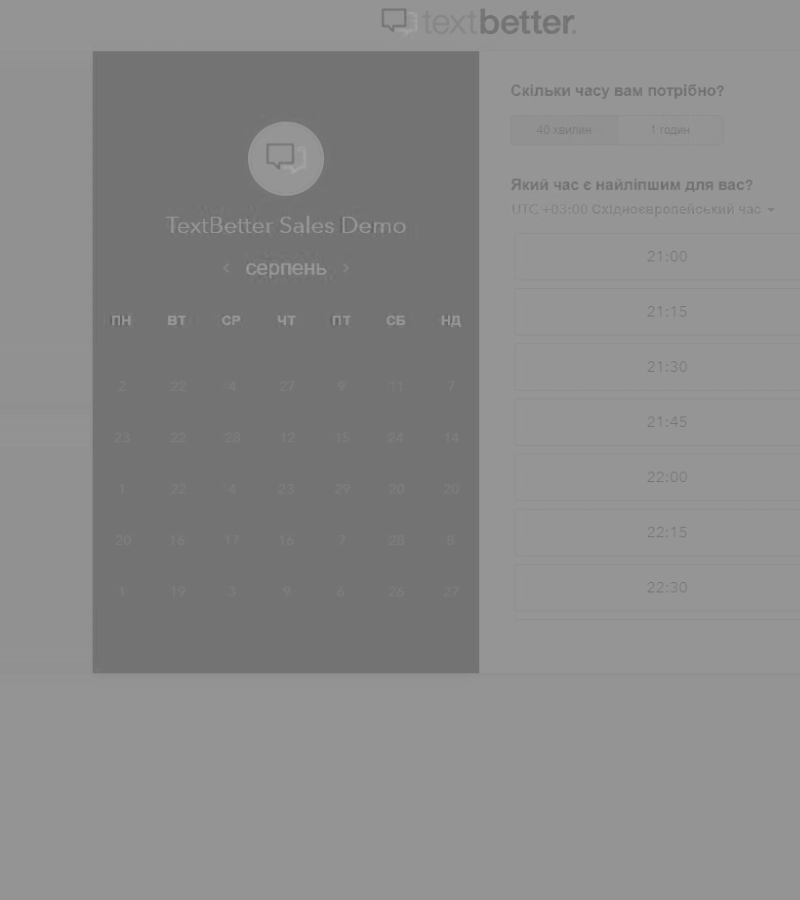 textbetter.
TextBetter Sales Demo
< серпень >
ПН ВТ СР ЧТ ПТ СБ НД
2 22 4 27 9 11 7
23 22 28 12 15 24 14
1 22 4 23 29 20 20
20 16 17 16 7 28 8
1 19 3 9 6 26 27
Скільки часу вам потрібно?
40 хвилин 1 годин
Який час є найліпшим для вас?
UTC +03:00 Східноєвропейський час
21:00
21:15
21:30
21:45
22:00
22:15
22:30